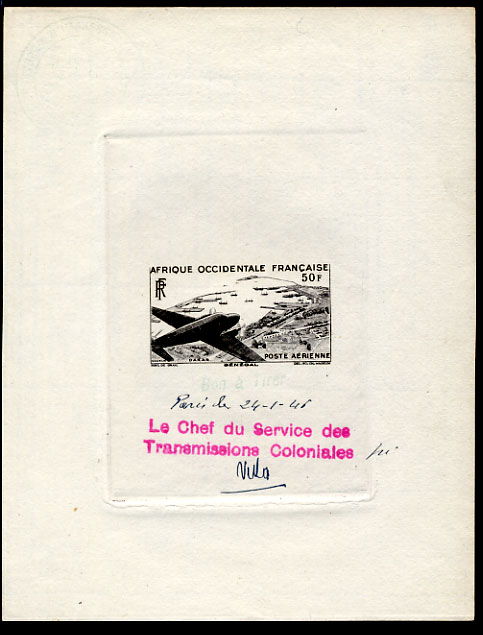 AFRIQUE OCCIDENTALE FRANÇAISE
50F
RF
POSTE AÉRIENNE
DAKAR
SÉNÉGAL
Bon à tirer
Paris le 24-1-46
Le Chef du Service des
Transmissions Coloniales